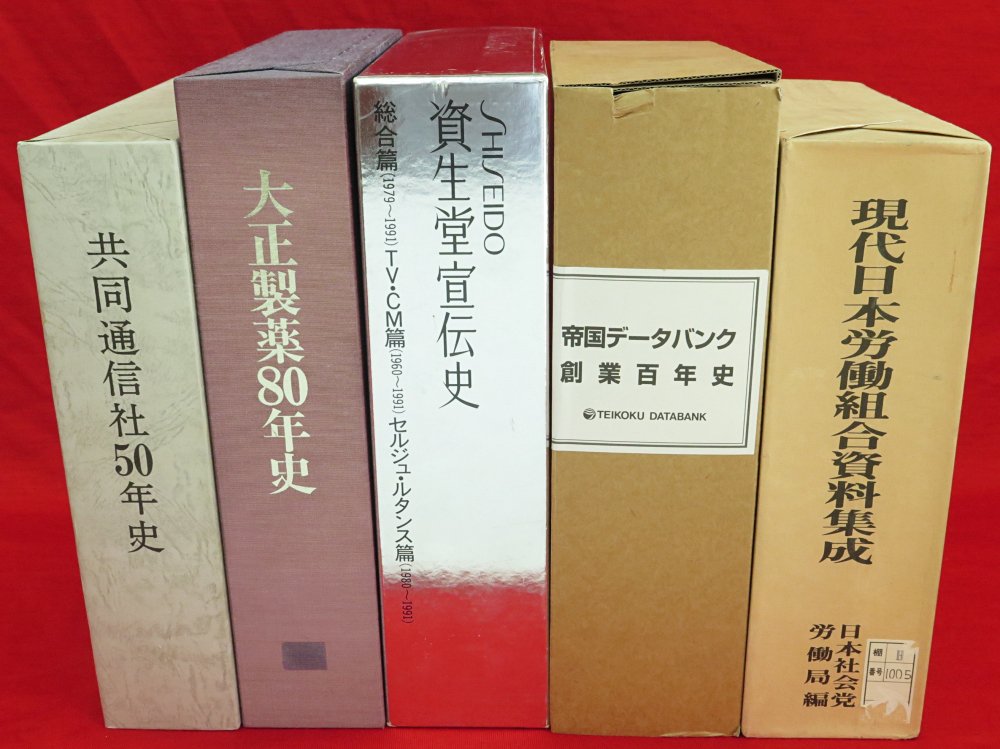 共同通信社50年史
大正製薬80年史
SHISEIDO
資生堂宣伝史
総合篇(1979〜1991)TV・CM篇(1960〜1991)セルジュ・ルタンス篇(1980〜1991)
帝国データバンク
創業百年史
TEIKOKU DATABANK
現代日本労働組合資料集成
日本社会党
労働局編
棚
番号 1005